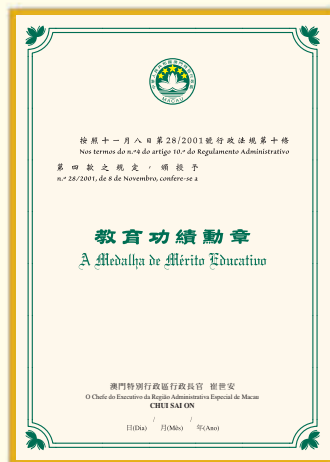 MACAU
按照十一月八日第28/2001號行政法規第十條
Nos termos do n.º4 do artigo 10.º do Regulamento Administrativo
第四款之規定，頒授予
n.º 28/2001, de 8 de Novembro, confere-se a
教育功績勳章
A Medalha de Mérito Educativo
澳門特別行政區行政長官 崔世安
O Chefe do Executivo da Região Administrativa Especial de Macau
CHUI SAI ON
/ /
日(Dia) 月(Mês) 年(Ano)